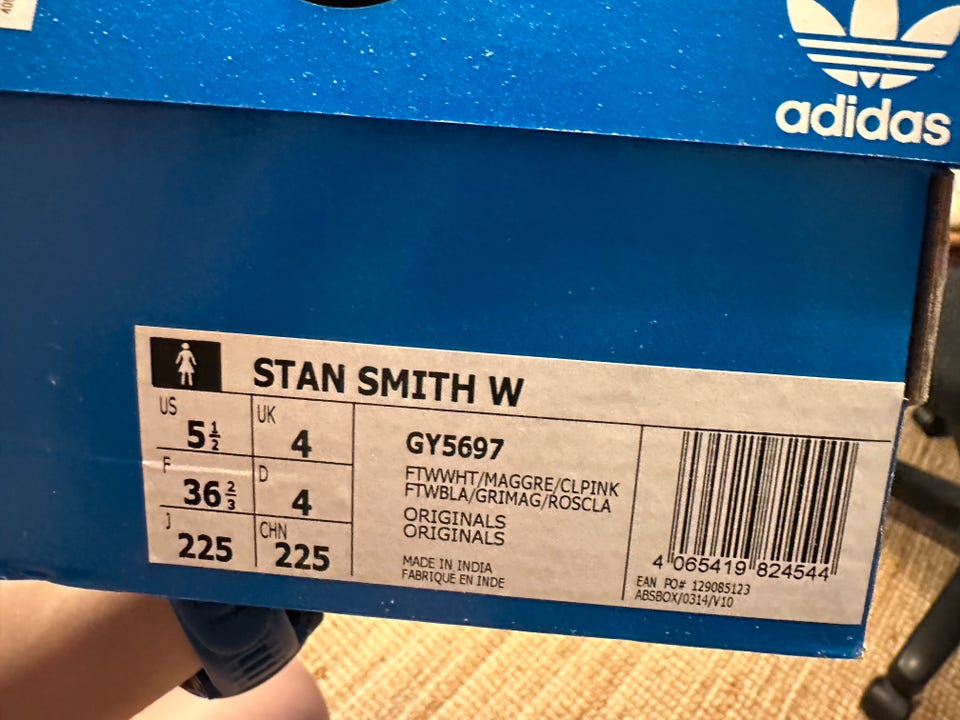 adidas
STAN SMITH W
US
5½
UK
4
F
36⅔
D
4
J
225
CHN
225
GY5697
FTWWHT/MAGGRE/CLPINK
FTWBLA/GRIMAG/ROSCLA
ORIGINALS
ORIGINALS
MADE IN INDIA
FABRIQUE EN INDE
4 065419 824544
EAN PO# 129085123
ABSBOX/0314/V10